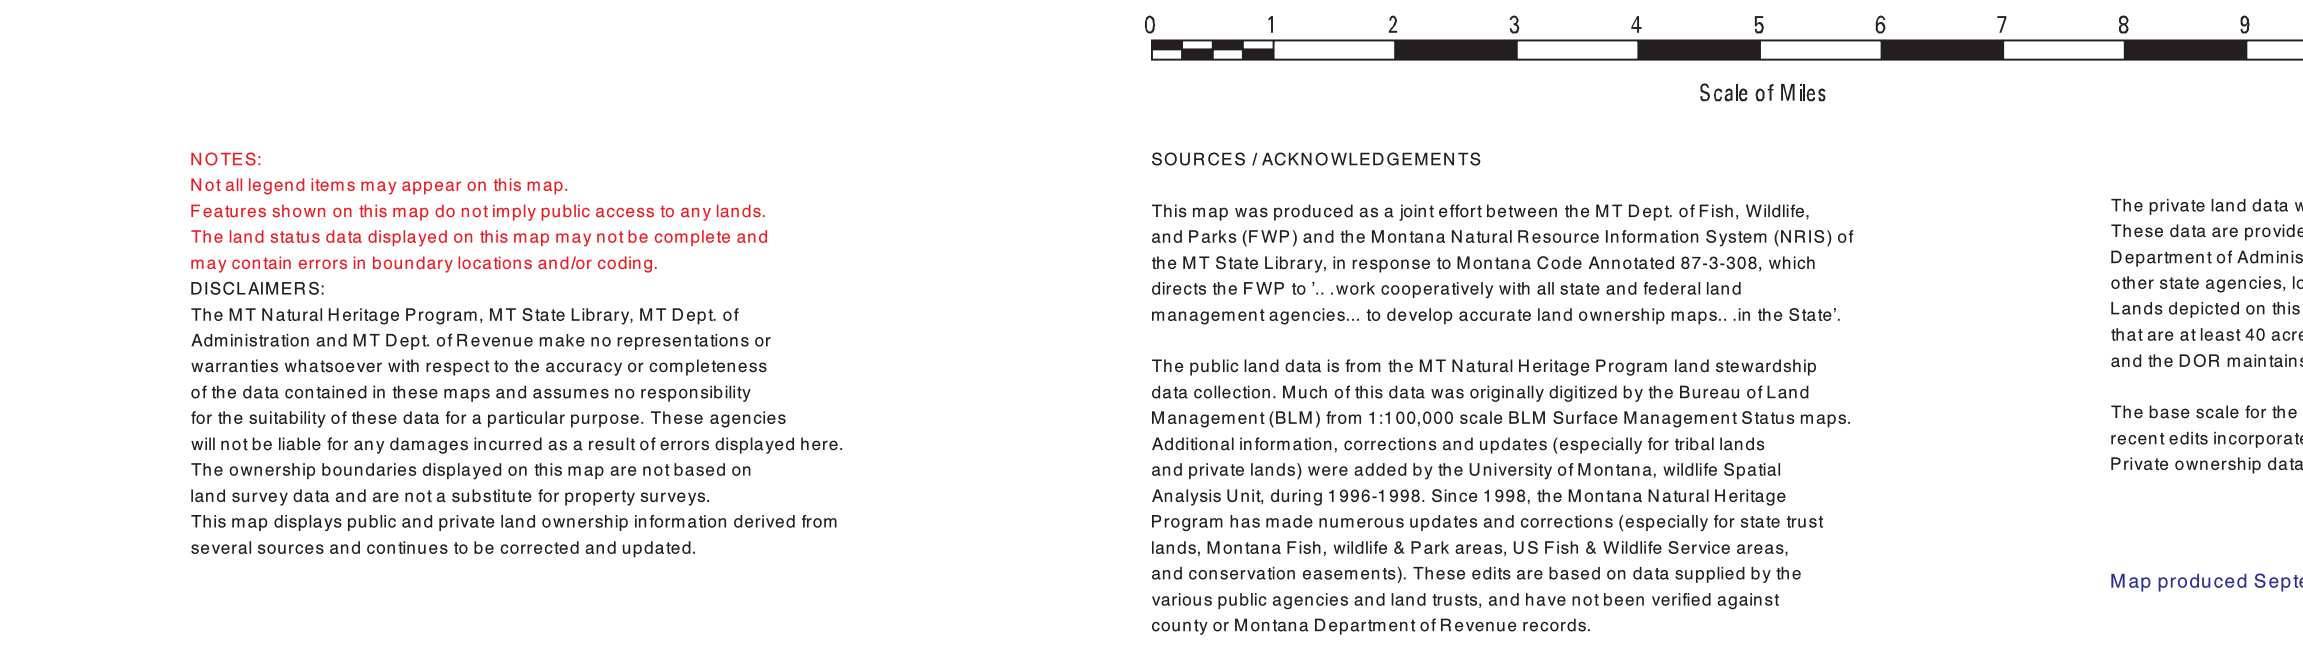 0 1 2 3 4 5 6 7 8 9
Scale of Miles
NOTES:
Not all legend items may appear on this map.
Features shown on this map do not imply public access to any lands.
The land status data displayed on this map may not be complete and
may contain errors in boundary locations and/or coding.
DISCLAIMERS:
The MT Natural Heritage Program, MT State Library, MT Dept. of
Administration and MT Dept. of Revenue make no representations or
warranties whatsoever with respect to the accuracy or completeness
of the data contained in these maps and assumes no responsibility
for the suitability of these data for a particular purpose. These agencies
will not be liable for any damages incurred as a result of errors displayed here.
The ownership boundaries displayed on this map are not based on
land survey data and are not a substitute for property surveys.
This map displays public and private land ownership information derived from
several sources and continues to be corrected and updated.
SOURCES / ACKNOWLEDGEMENTS
This map was produced as a joint effort between the MT Dept. of Fish, Wildlife,
and Parks (FWP) and the Montana Natural Resource Information System (NRIS) of
the MT State Library, in response to Montana Code Annotated 87-3-308, which
directs the FWP to '.. .work cooperatively with all state and federal land
management agencies... to develop accurate land ownership maps.. .in the State'.
The public land data is from the MT Natural Heritage Program land stewardship
data collection. Much of this data was originally digitized by the Bureau of Land
Management (BLM) from 1:100,000 scale BLM Surface Management Status maps.
Additional information, corrections and updates (especially for tribal lands
and private lands) were added by the University of Montana, wildlife Spatial
Analysis Unit, during 1996-1998. Since 1998, the Montana Natural Heritage
Program has made numerous updates and corrections (especially for state trust
lands, Montana Fish, wildlife & Park areas, US Fish & Wildlife Service areas,
and conservation easements). These edits are based on data supplied by the
various public agencies and land trusts, and have not been verified against
county or Montana Department of Revenue records.
The private land data w
These data are provide
Department of Adminis
other state agencies, lo
Lands depicted on this
that are at least 40 acre
and the DOR maintains
The base scale for the
recent edits incorporate
Private ownership data
Map produced Septe